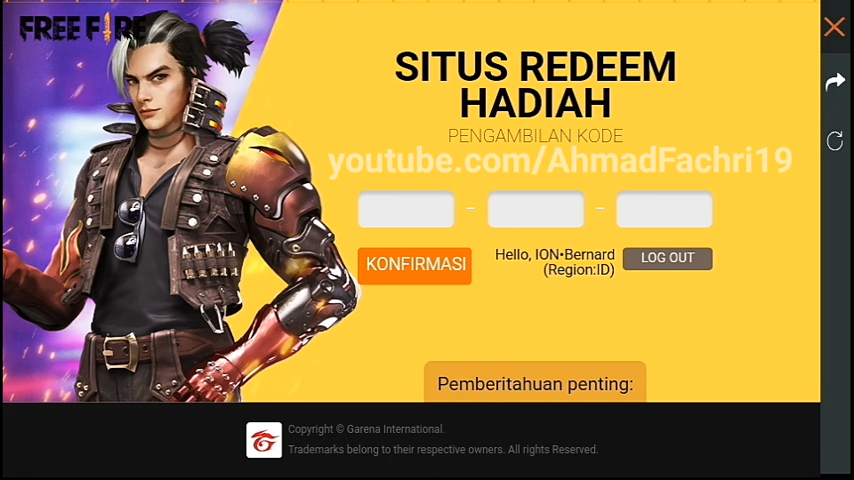 FREE FIRE
SITUS REDEEM
HADIAH
PENGAMBILAN KODE
youtube.com/AhmadFachri19
KONFIRMASI
Hello, ION•Bernard
(Region:ID)
LOG OUT
Pemberitahuan penting:
Copyright © Garena International.
Trademarks belong to their respective owners. All rights Reserved.